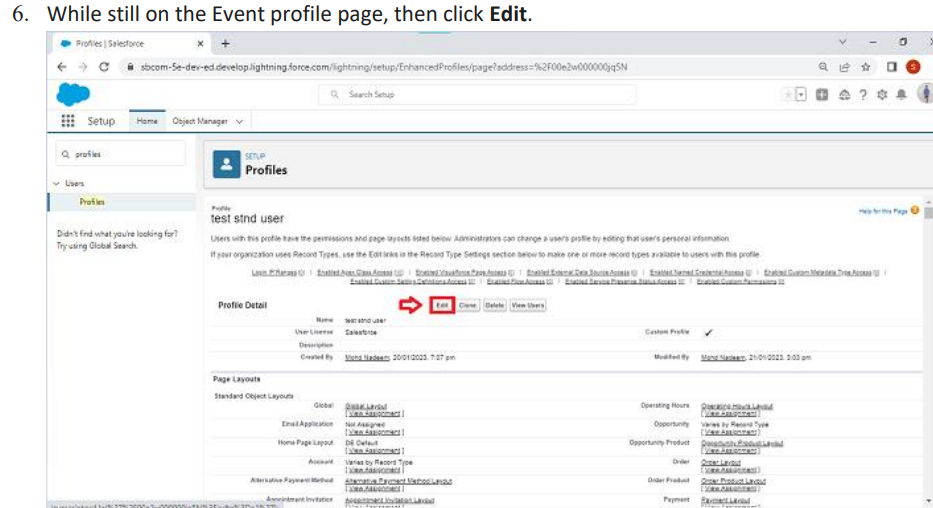 6. While still on the Event profile page, then click Edit.
Profiles | Salesforce
sbcom-5e-dev-ed.develop.lightning.force.com/lightning/setup/EnhancedProfiles/page?address=%2F00e2w000000jq5N
S
Search Setup
Setup Home Object Manager
profiles
Users
Profiles
Didn't find what you're looking for?
Try using Global Search.
SETUP
Profiles
Profile
test stnd user
Help for this Page
Users with this profile have the permissions and page layouts listed below. Administrators can change a user's profile by editing that user's personal information.
If your organization uses Record Types, use the Edit links in the Record Type Settings section below to make one or more record types available to users with this profile.
Login IP Ranges [0] | Enabled Apex Class Access [0] | Enabled Visualforce Page Access [0] | Enabled External Data Source Access [0] | Enabled Named Credential Access [0] | Enabled Custom Metadata Type Access [0] |
Enabled Custom Setting Definitions Access [0] | Enabled Flow Access [0] | Enabled Service Presence Status Access [0] | Enabled Custom Permissions [0]
Profile Detail Edit Clone Delete View Users
Name test stnd user
User License Salesforce Custom Profile ✓
Description
Created By Mohd Nadeem, 20/01/2023, 7:37 pm Modified By Mohd Nadeem, 21/01/2023, 3:03 pm
Page Layouts
Standard Object Layouts
Global Global Layout Operating Hours Operating Hours Layout
[ View Assignment ] [ View Assignment ]
Email Application Not Assigned Opportunity Varies by Record Type
[ View Assignment ] [ View Assignment ]
Home Page Layout DE Default Opportunity Product Opportunity Product Layout
[ View Assignment ] [ View Assignment ]
Account Varies by Record Type Order Order Layout
[ View Assignment ] [ View Assignment ]
Alternative Payment Method Alternative Payment Method Layout Order Product Order Product Layout
[ View Assignment ] [ View Assignment ]
Appointment Invitation Appointment Invitation Layout Payment Payment Layout